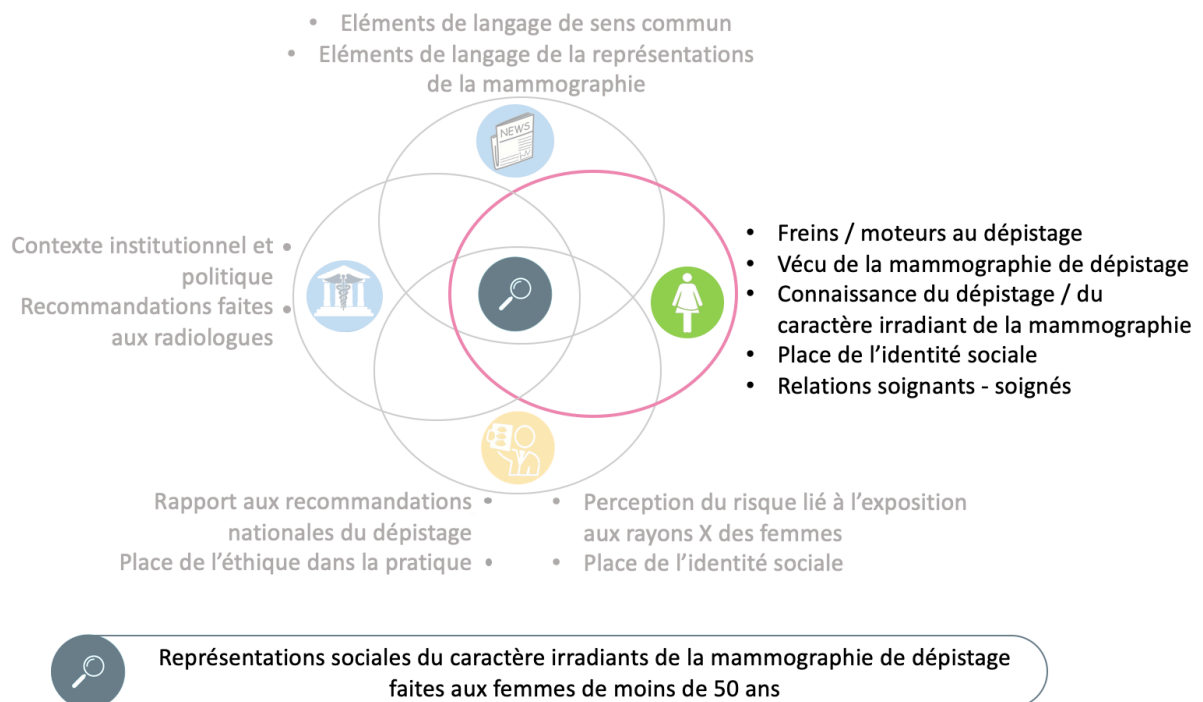 • Eléments de langage de sens commun
• Eléments de langage de la représentations
de la mammographie
NEWS
Contexte institutionnel et •
politique
Recommandations faites •
aux radiologues
• Freins / moteurs au dépistage
• Vécu de la mammographie de dépistage
• Connaissance du dépistage / du
caractère irradiant de la mammographie
• Place de l’identité sociale
• Relations soignants - soignés
Rapport aux recommandations •
nationales du dépistage
Place de l’éthique dans la pratique •
• Perception du risque lié à l’exposition
aux rayons X des femmes
• Place de l’identité sociale
Représentations sociales du caractère irradiants de la mammographie de dépistage
faites aux femmes de moins de 50 ans